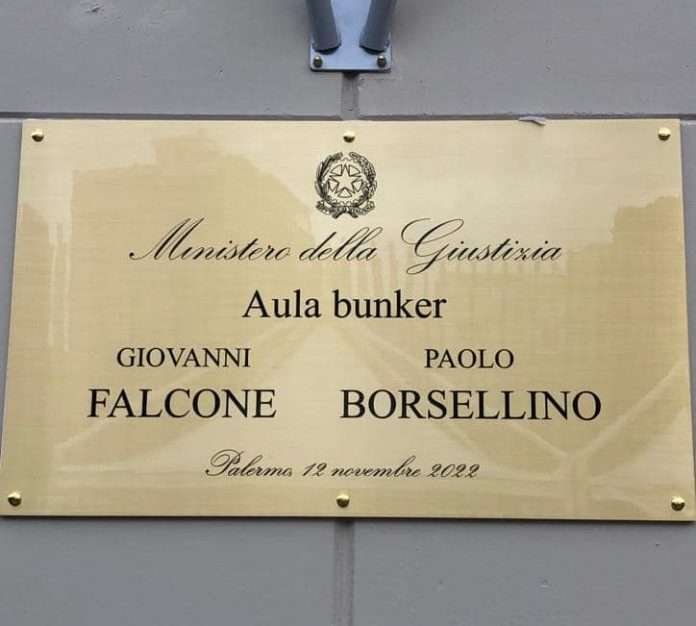 Ministero della Giustizia
Aula bunker
GIOVANNI PAOLO
FALCONE BORSELLINO
Palermo, 12 novembre 2022